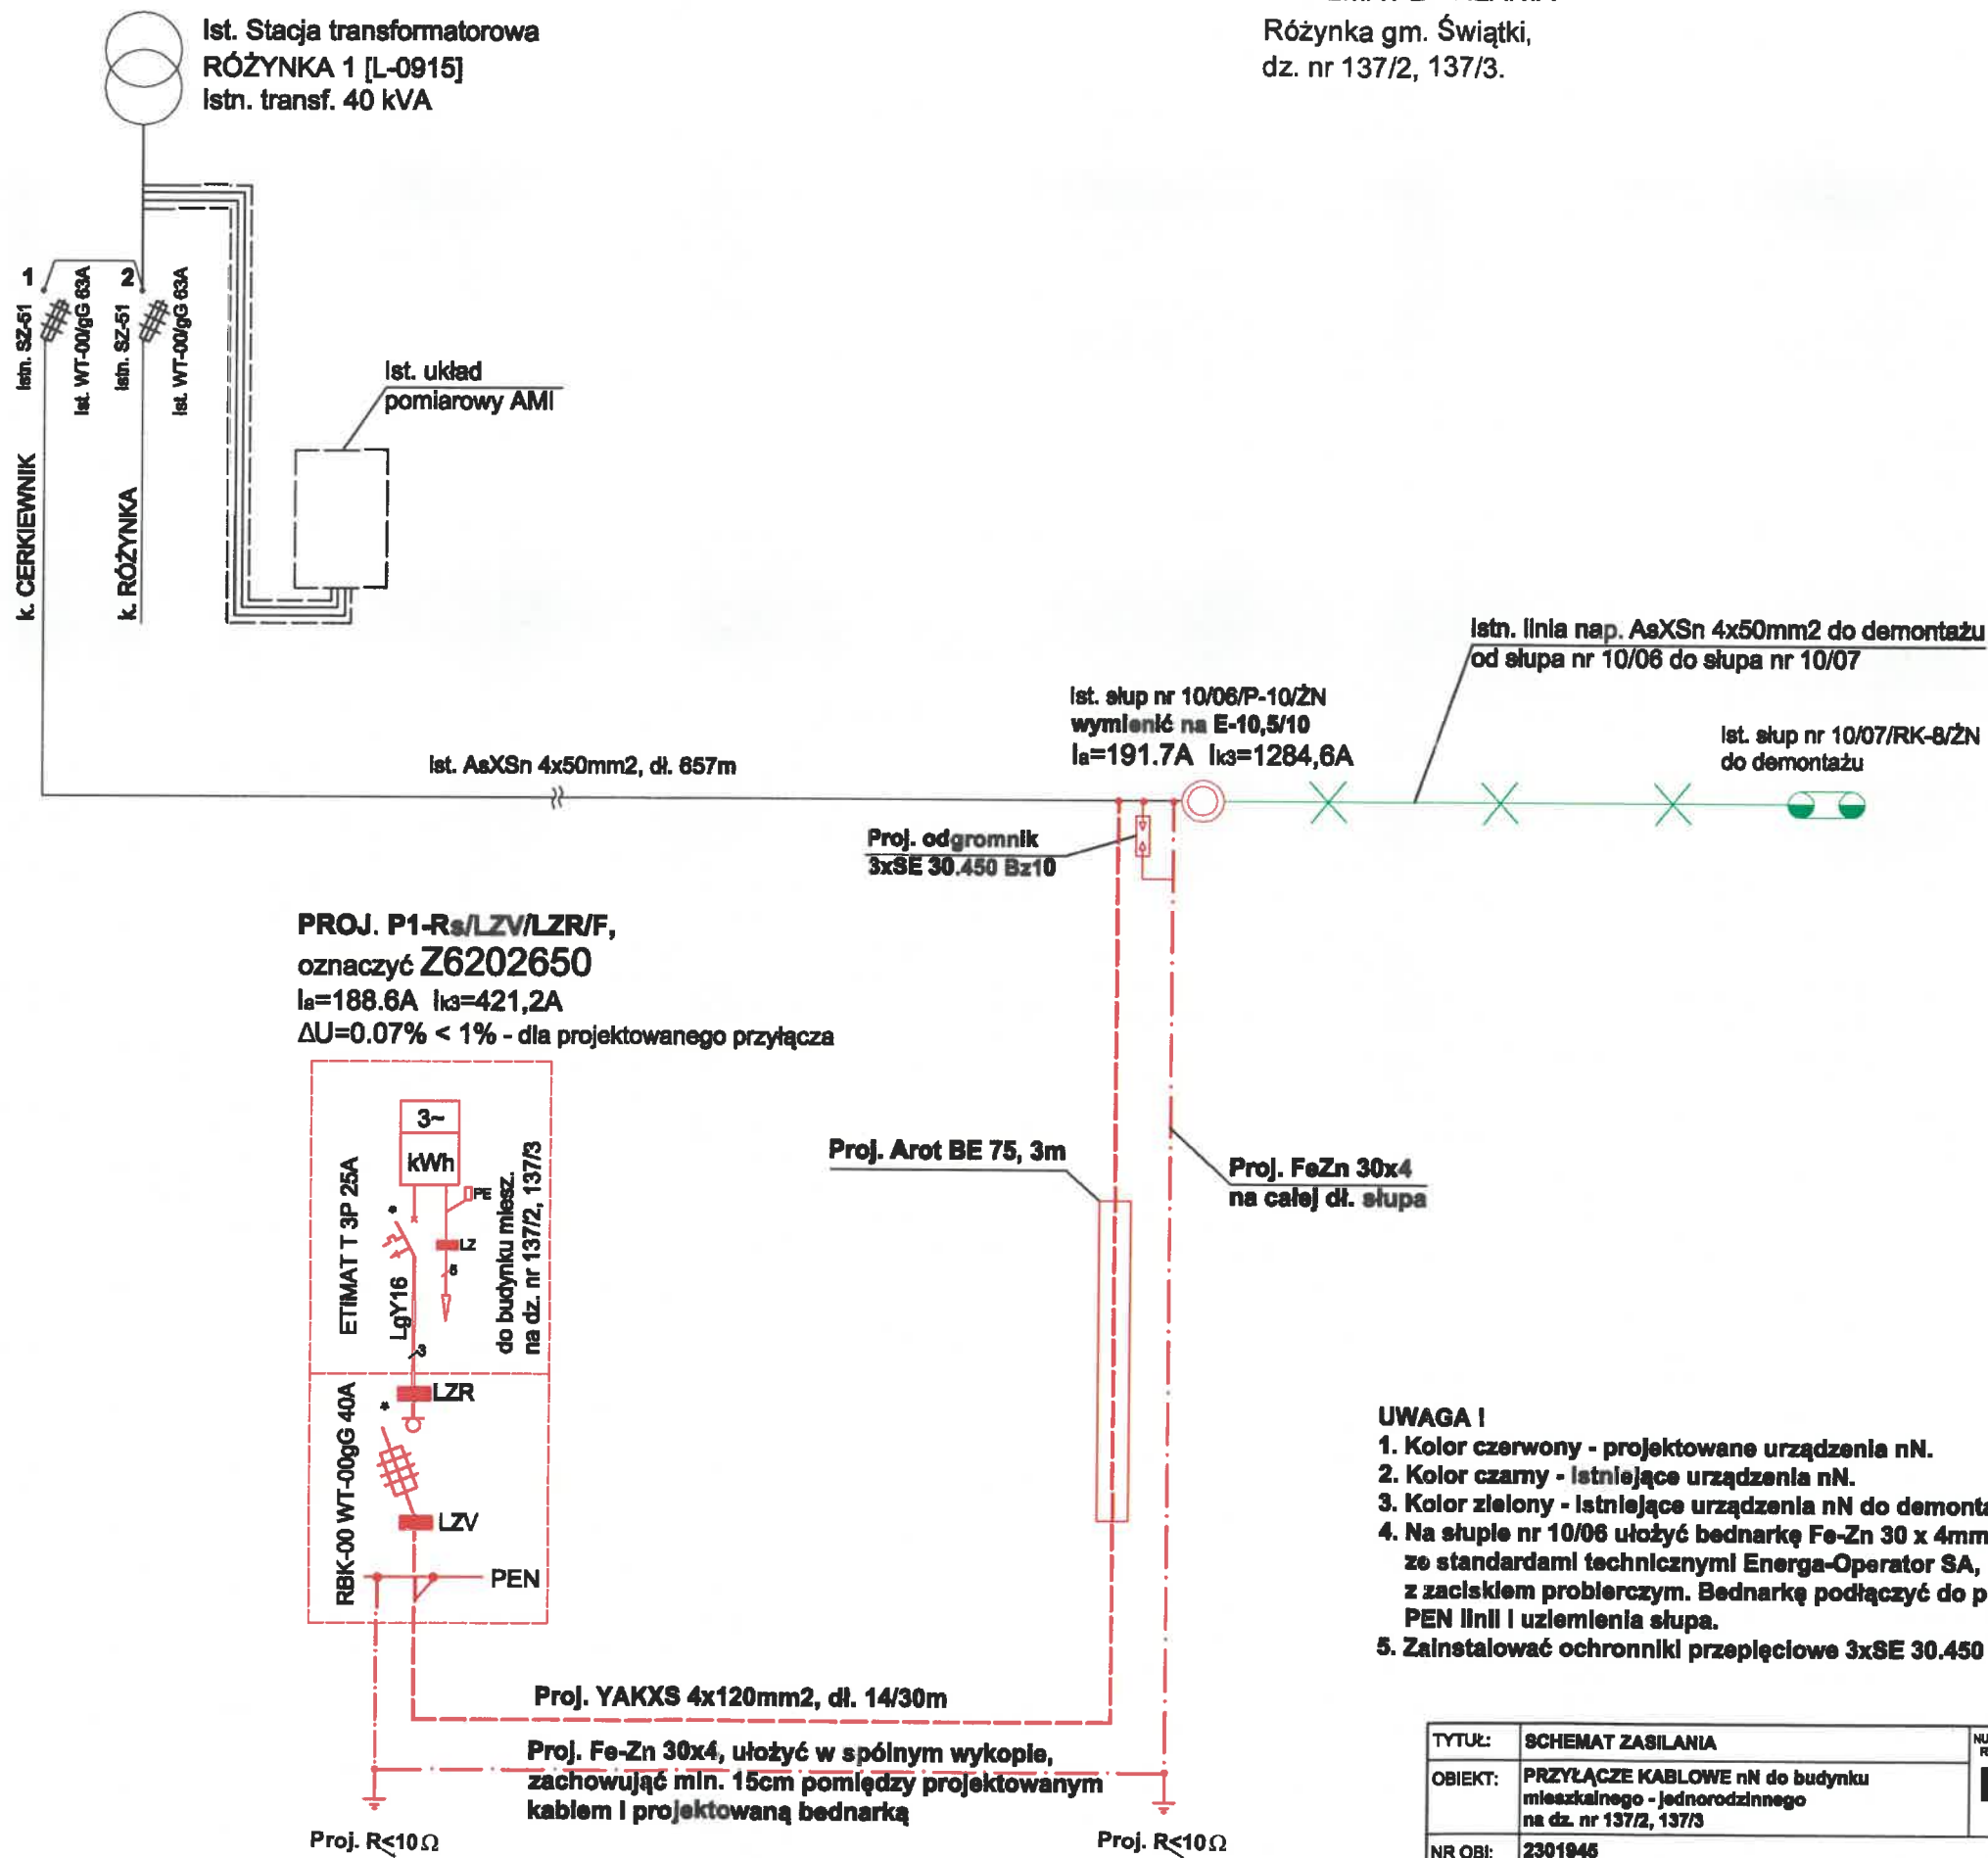 Ist. Stacja transformatorowa
RÓŻYNKA 1 [L-0915]
Istn. transf. 40 kVA
Różynka gm. Świątki,
dz. nr 137/2, 137/3.
1
2
Istn. SZ-51
Ist. WT-00/gG 63A
Istn. SZ-51
Ist. WT-00/gG 63A
k. CERKIEWNIK
k. RÓŻYNKA
Ist. układ
pomiarowy AMI
Istn. linia nap. AsXSn 4x50mm2 do demontażu
od słupa nr 10/06 do słupa nr 10/07
Ist. słup nr 10/06/P-10/ŻN
wymienić na E-10,5/10
Ia=191.7A Ik3=1284,6A
Ist. słup nr 10/07/RK-8/ŻN
do demontażu
Ist. AsXSn 4x50mm2, dł. 657m
Proj. odgromnik
3xSE 30.450 Bz10
PROJ. P1-Rs/LZV/LZR/F,
oznaczyć Z6202650
Ia=188.6A Ik3=421,2A
ΔU=0.07% < 1% - dla projektowanego przyłącza
3~
kWh
PE
LZ
5
ETIMAT T 3P 25A
*
LgY16
3
do budynku miesz.
na dz. nr 137/2, 137/3
LZR
*
RBK-00 WT-00gG 40A
LZV
PEN
Proj. Arot BE 75, 3m
Proj. FeZn 30x4
na całej dł. słupa
UWAGA !
1. Kolor czerwony - projektowane urządzenia nN.
2. Kolor czarny - istniejące urządzenia nN.
3. Kolor zielony - istniejące urządzenia nN do
4. Na słupie nr 10/06 ułożyć bednarkę Fe-Zn 30 x 4mm
ze standardami technicznymi Energa-Operator SA,
z zaciskiem probierczym. Bednarkę podłączyć do
PEN linii i uziemienia słupa.
5. Zainstalować ochronniki przepięciowe 3xSE 30.450
Proj. YAKXS 4x120mm2, dł. 14/30m
Proj. Fe-Zn 30x4, ułożyć w spólnym wykopie,
zachowująć min. 15cm pomiędzy projektowanym
kablem i projektowaną bednarką
Proj. R≤10Ω
Proj. R≤10Ω
TYTUŁ: SCHEMAT ZASILANIA
OBIEKT: PRZYŁĄCZE KABLOWE nN do budynku
mieszkalnego - jednorodzinnego
na dz. nr 137/2, 137/3
NR OBI: 2301945